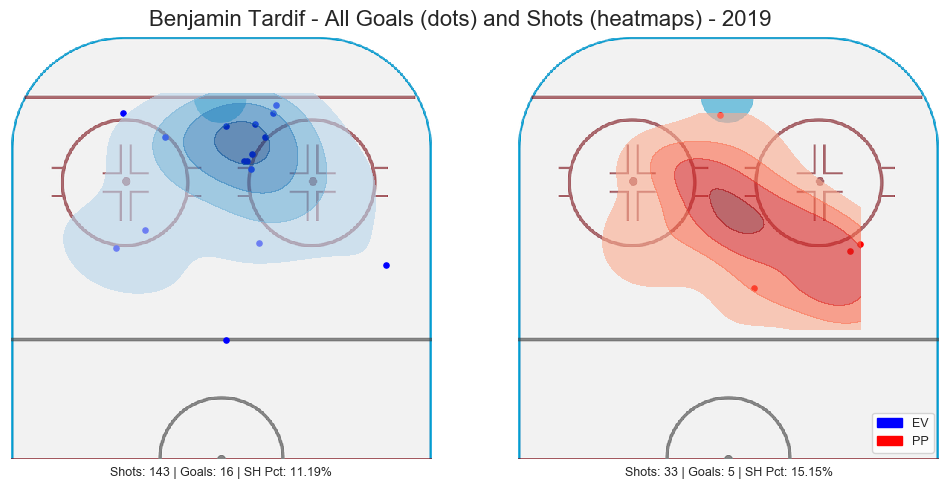 Benjamin Tardif - All Goals (dots) and Shots (heatmaps) - 2019
EV
PP
Shots: 143 | Goals: 16 | SH Pct: 11.19%
Shots: 33 | Goals: 5 | SH Pct: 15.15%